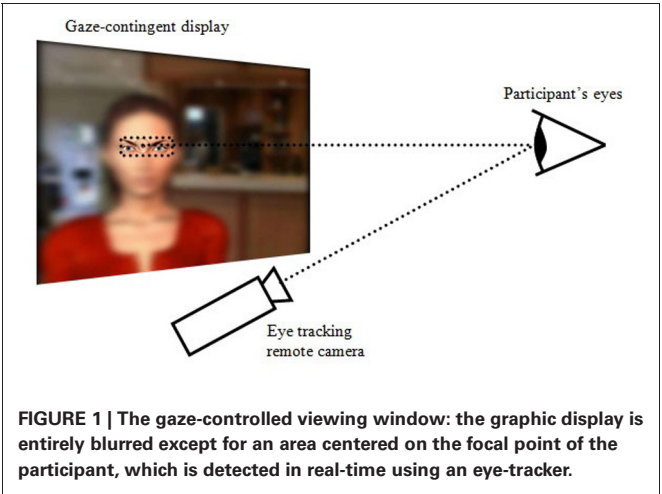 Gaze-contingent display
Participant's eyes
Eye tracking
remote camera
FIGURE 1 | The gaze-controlled viewing window: the graphic display is
entirely blurred except for an area centered on the focal point of the
participant, which is detected in real-time using an eye-tracker.